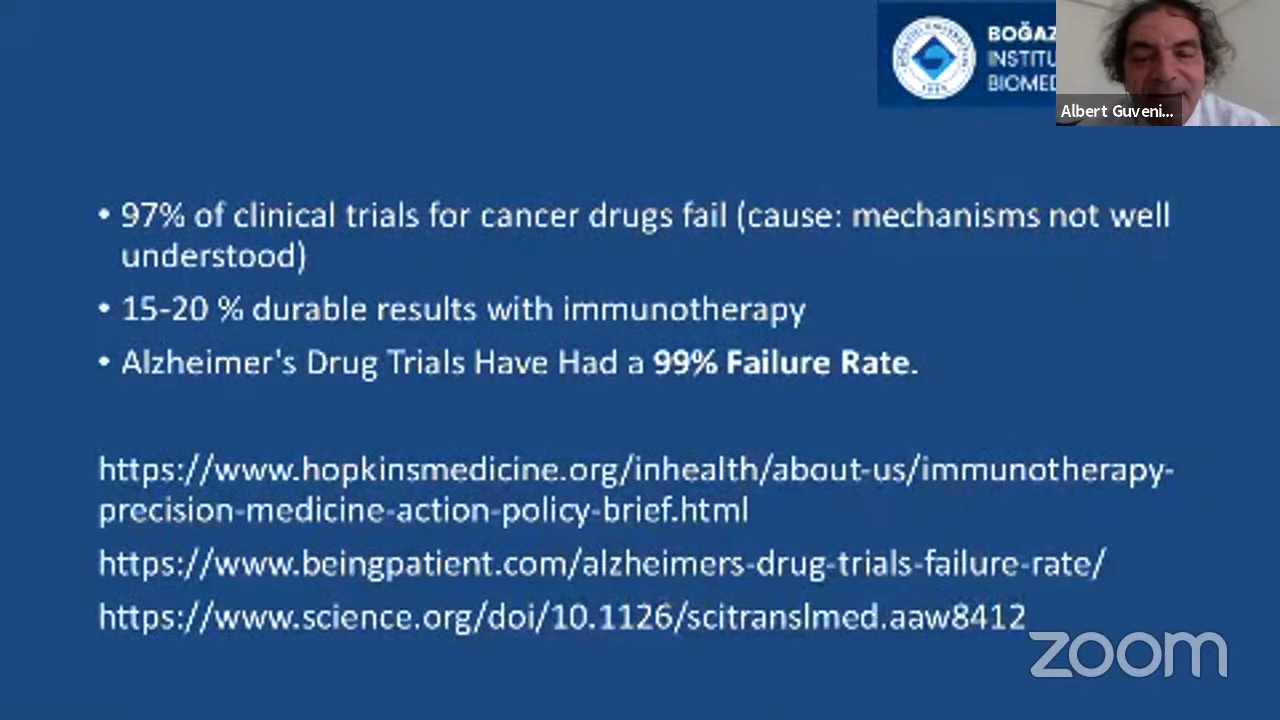 BOĞAZ
INSTITU
BIOMED
Albert Guveni...
• 97% of clinical trials for cancer drugs fail (cause: mechanisms not well
understood)
• 15-20 % durable results with immunotherapy
• Alzheimer's Drug Trials Have Had a 99% Failure Rate.
https://www.hopkinsmedicine.org/inhealth/about-us/immunotherapy-
precision-medicine-action-policy-brief.html
https://www.beingpatient.com/alzheimers-drug-trials-failure-rate/
https://www.science.org/doi/10.1126/scitranslmed.aaw8412
zoom